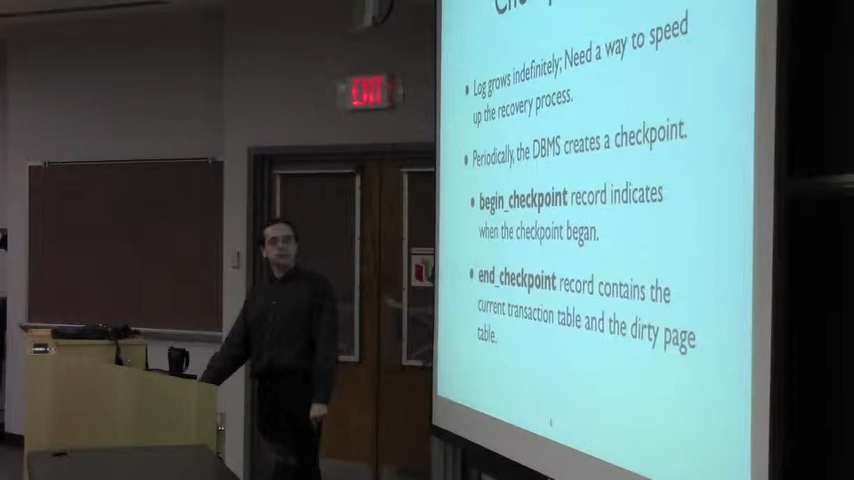 EXIT
• Log grows indefinitely; Need a way to speed
up the recovery process.
• Periodically, the DBMS creates a checkpoint.
• begin_checkpoint record indicates
when the checkpoint began.
• end_checkpoint record contains the
current transaction table and the dirty page
table.